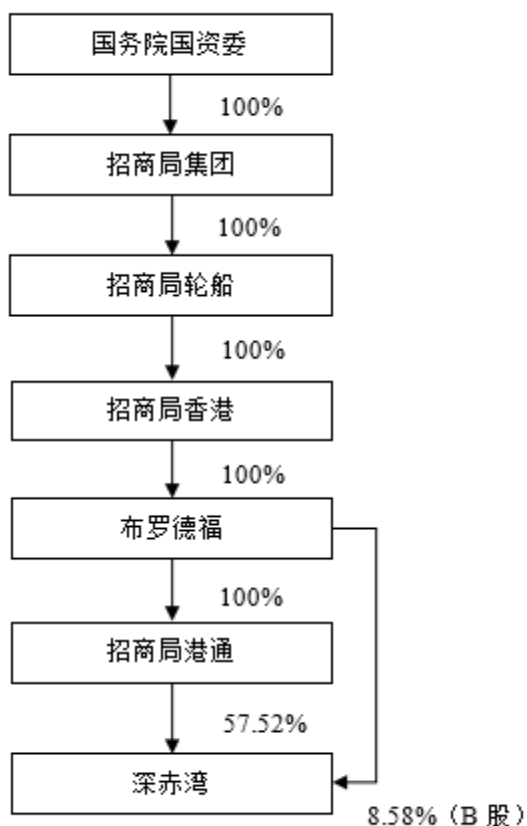 国务院国资委
100%
招商局集团
100%
招商局轮船
100%
招商局香港
100%
布罗德福
100%
招商局港通
57.52%
深赤湾
8.58%（B 股）